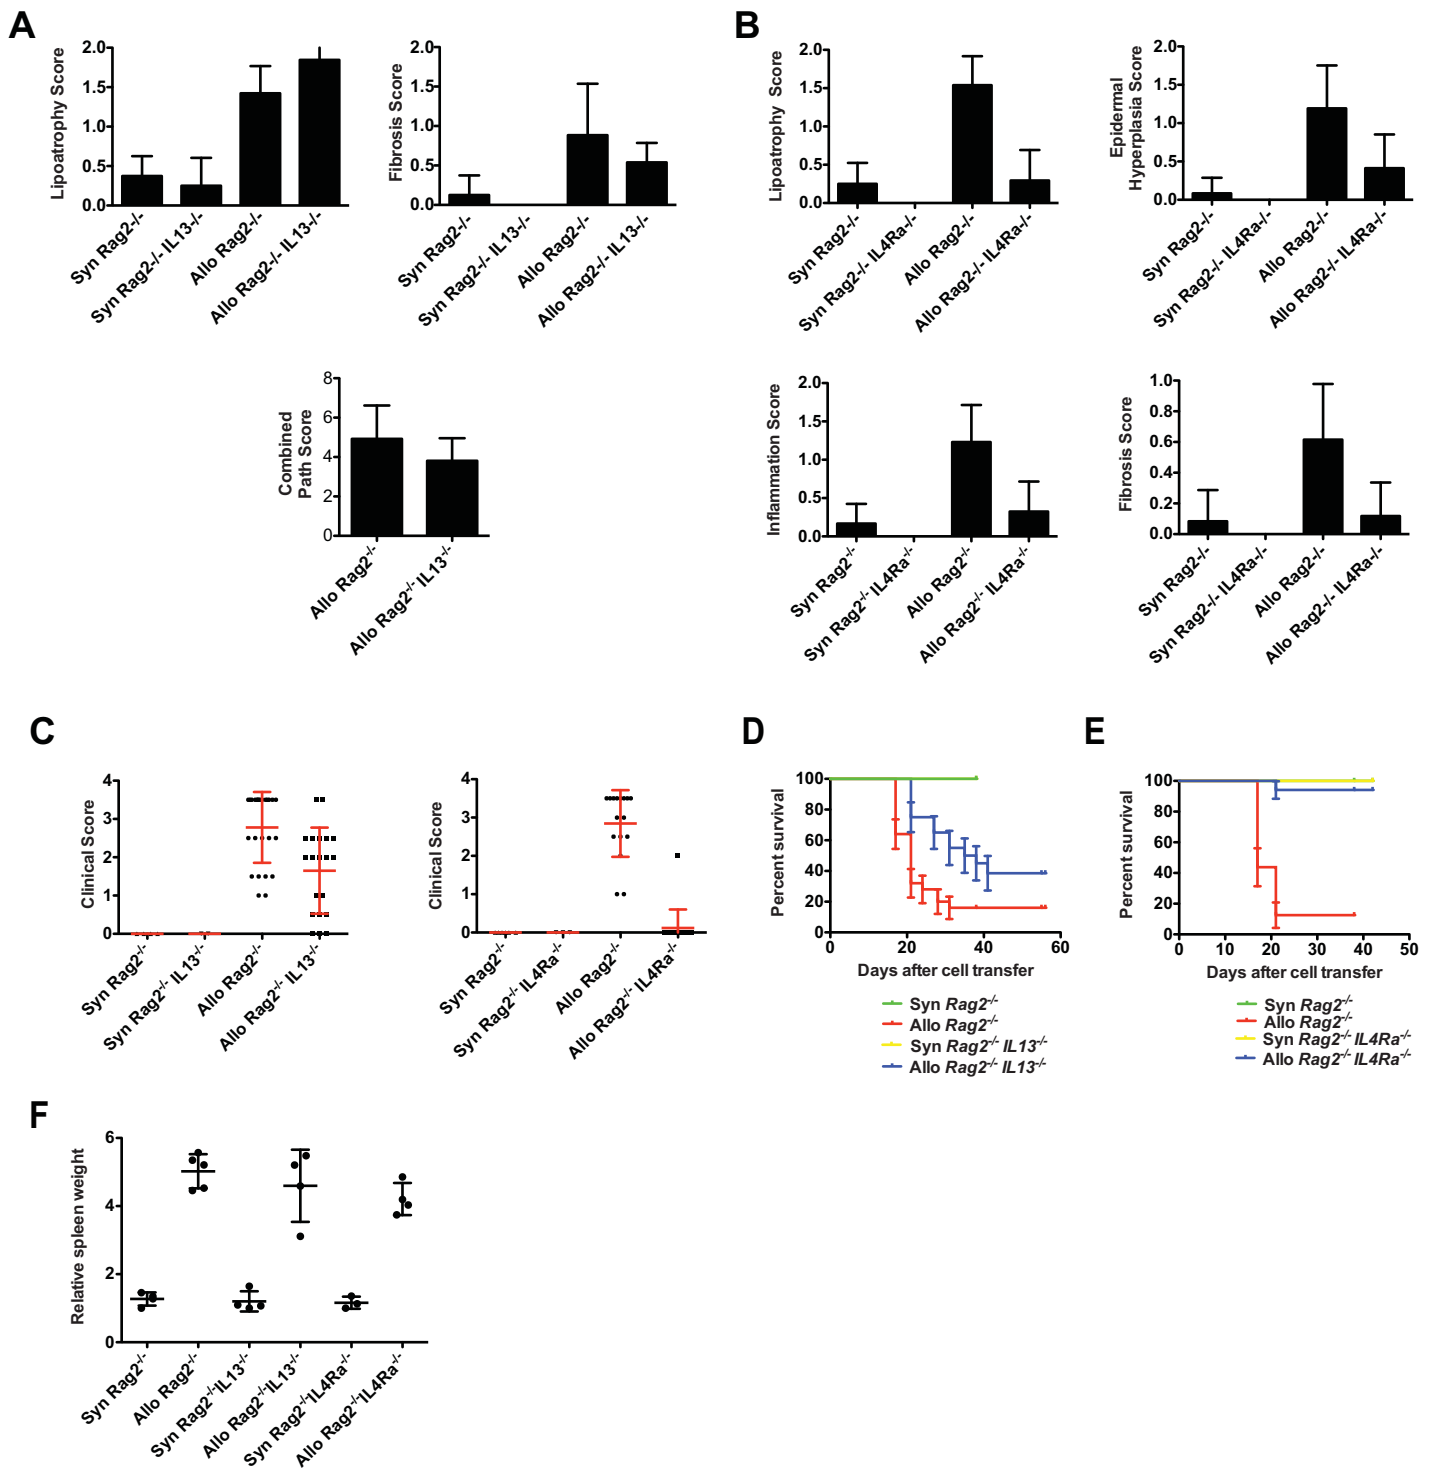 A
Lipoatrophy Score
2.0
1.5
1.0
0.5
0.0
Syn Rag2-/-
Syn Rag2-/- IL13-/-
Allo Rag2-/-
Allo Rag2-/- IL13-/-
Fibrosis Score
2.0
1.5
1.0
0.5
0.0
Syn Rag2-/-
Syn Rag2-/- IL13-/-
Allo Rag2-/-
Allo Rag2-/- IL13-/-
Combined
Path Score
8
6
4
2
0
Allo Rag2-/-
Allo Rag2-/- IL13-/-
B
Lipoatrophy Score
2.0
1.5
1.0
0.5
0.0
Syn Rag2-/-
Syn Rag2-/- IL4Ra-/-
Allo Rag2-/-
Allo Rag2-/- IL4Ra-/-
Epidermal
Hyperplasia Score
2.0
1.5
1.0
0.5
0.0
Syn Rag2-/-
Syn Rag2-/- IL4Ra-/-
Allo Rag2-/-
Allo Rag2-/- IL4Ra-/-
Inflammation Score
2.0
1.5
1.0
0.5
0.0
Syn Rag2-/-
Syn Rag2-/- IL4Ra-/-
Allo Rag2-/-
Allo Rag2-/- IL4Ra-/-
Fibrosis Score
1.0
0.8
0.6
0.4
0.2
0.0
Syn Rag2-/-
Syn Rag2-/- IL4Ra-/-
Allo Rag2-/-
Allo Rag2-/- IL4Ra-/-
C
Clinical Score
4
3
2
1
0
Syn Rag2-/-
Syn Rag2-/- IL13-/-
Allo Rag2-/-
Allo Rag2-/- IL13-/-
Clinical Score
4
3
2
1
0
Syn Rag2-/-
Syn Rag2-/- IL4Ra-/-
Allo Rag2-/-
Allo Rag2-/- IL4Ra-/-
D
Percent survival
100
80
60
40
20
0
0 20 40 60
Days after cell transfer
Syn Rag2-/-
Allo Rag2-/-
Syn Rag2-/- IL13-/-
Allo Rag2-/- IL13-/-
E
Percent survival
100
80
60
40
20
0
0 10 20 30 40 50
Days after cell transfer
Syn Rag2-/-
Allo Rag2-/-
Syn Rag2-/- IL4Ra-/-
Allo Rag2-/- IL4Ra-/-
F
Relative spleen weight
6
4
2
0
Syn Rag2-/-
Allo Rag2-/-
Syn Rag2-/-IL13-/-
Allo Rag2-/-IL13-/-
Syn Rag2-/-IL4Ra-/-
Allo Rag2-/-IL4Ra-/-